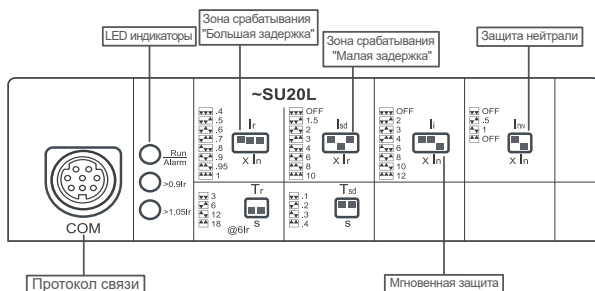 LED индикаторы
Зона срабатывания
"Большая задержка"
Зона срабатывания
"Малая задержка"
Защита нейтрали
~SU20L
.4
.5
.6
.7
.8
.9
.95
1
Ir
x In
OFF
1.5
2
3
4
6
8
10
Isd
x Ir
OFF
2
3
4
6
8
10
12
Ii
x In
OFF
.5
1
OFF
InN
x In
Run
Alarm
>0.9Ir
>1.05Ir
COM
3
6
12
18
Tr
s
@6Ir
.1
.2
.3
.4
Tsd
s
Протокол связи
Мгновенная защита